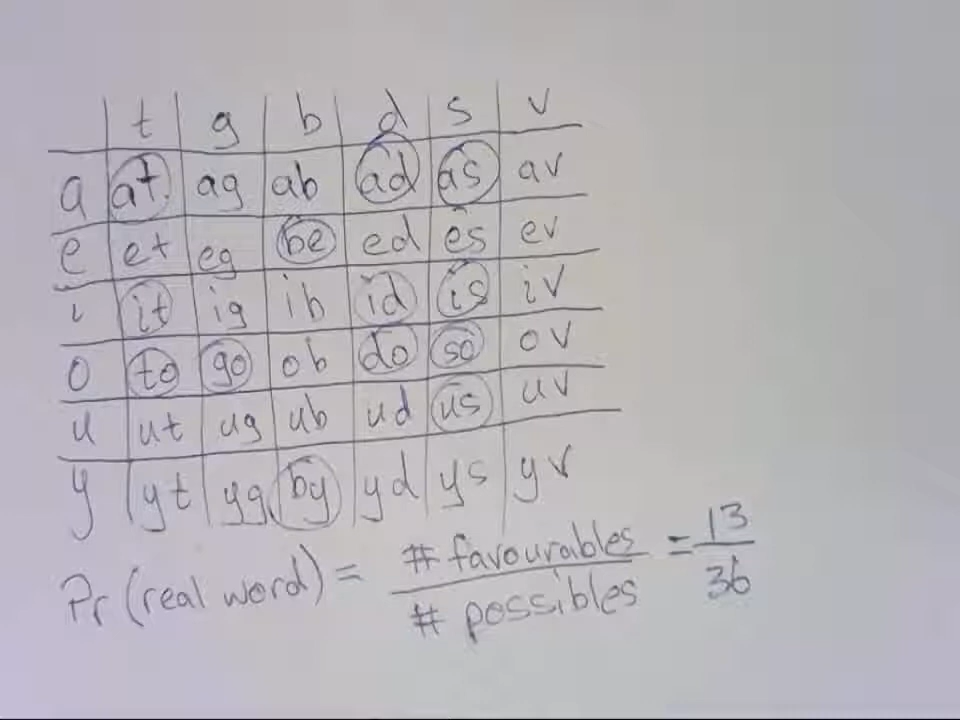 t g b d s v
a at ag ab ad as av
e et eg be ed es ev
i it ig ib id is iv
o to go ob do so ov
u ut ug ub ud us uv
y yt yg by yd ys yv
Pr (real word) = # favourables / # possibles = 13 / 36